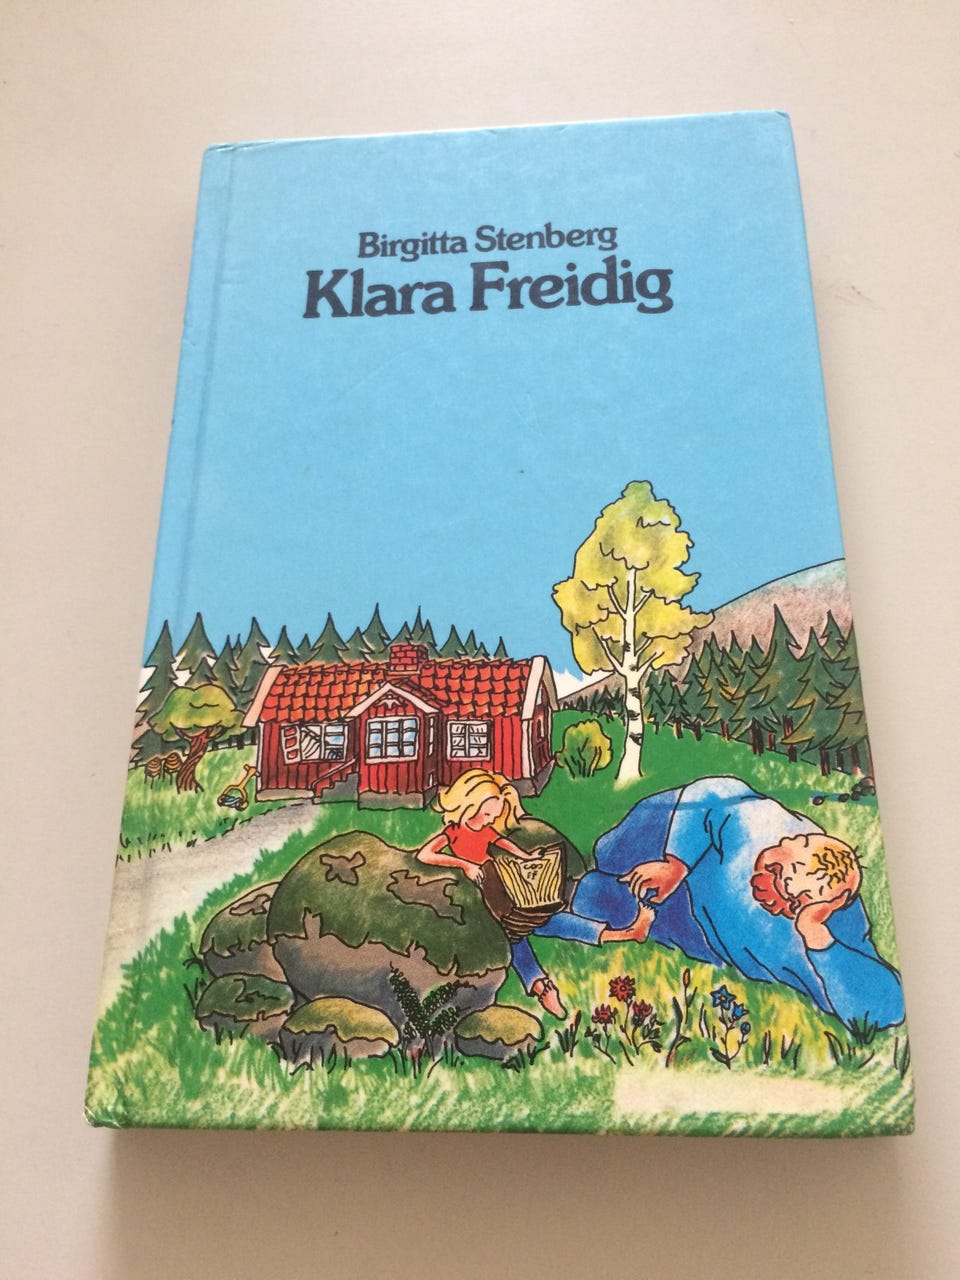 Birgitta Stenberg
Klara Freidig